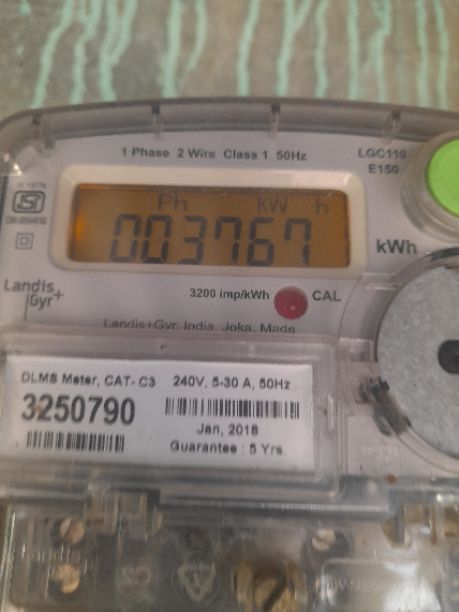 1 Phase 2 Wire Class 1 50Hz
LGC110
E150
ISI
Ph kW h
003767
kWh
Landis
Gyr+
3200 imp/kWh
CAL
Landis+Gyr, India, Joka, Made
DLMS Meter, CAT- C3 240V, 5-30 A, 50Hz
3250790
Jan, 2018
Guarantee : 5 Yrs